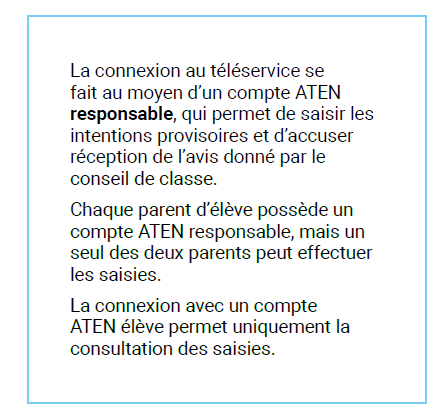 La connexion au téléservice se
fait au moyen d’un compte ATEN
responsable, qui permet de saisir les
intentions provisoires et d’accuser
réception de l’avis donné par le
conseil de classe.
Chaque parent d’élève possède un
compte ATEN responsable, mais un
seul des deux parents peut effectuer
les saisies.
La connexion avec un compte
ATEN élève permet uniquement la
consultation des saisies.